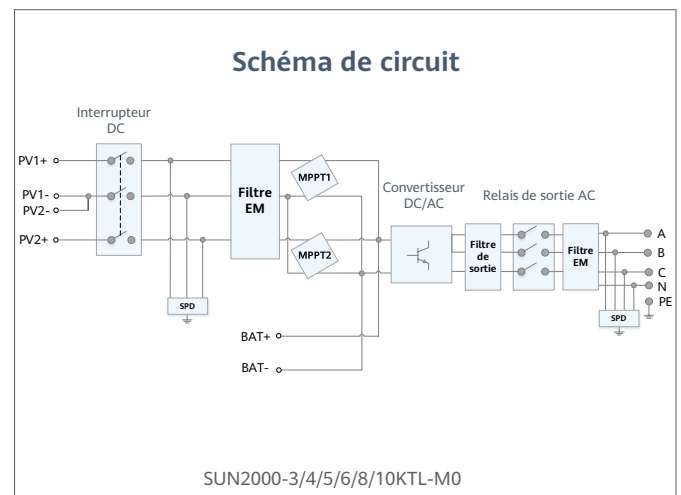 Schéma de circuit
Interrupteur
DC
PV1+
PV1-
PV2-
PV2+
SPD
Filtre
EM
MPPT1
MPPT2
BAT+
BAT-
Convertisseur
DC/AC
Filtre
de
sortie
Relais de sortie AC
Filtre
EM
A
B
C
N
PE
SPD
SUN2000-3/4/5/6/8/10KTL-M0